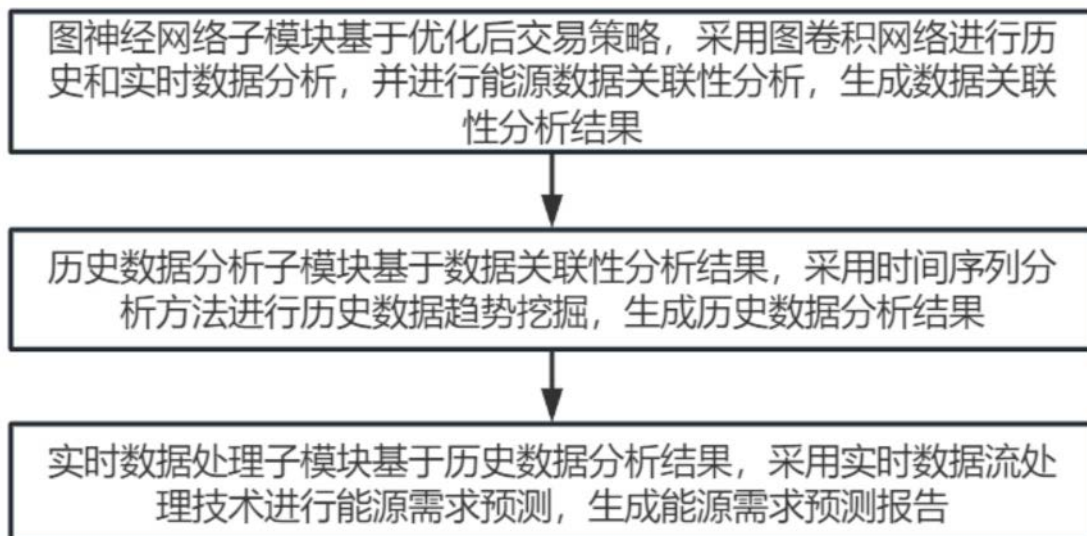 图神经网络子模块基于优化后交易策略，采用图卷积网络进行历
史和实时数据分析，并进行能源数据关联性分析，生成数据关联
性分析结果
历史数据分析子模块基于数据关联性分析结果，采用时间序列分
析方法进行历史数据趋势挖掘，生成历史数据分析结果
实时数据处理子模块基于历史数据分析结果，采用实时数据流处
理技术进行能源需求预测，生成能源需求预测报告